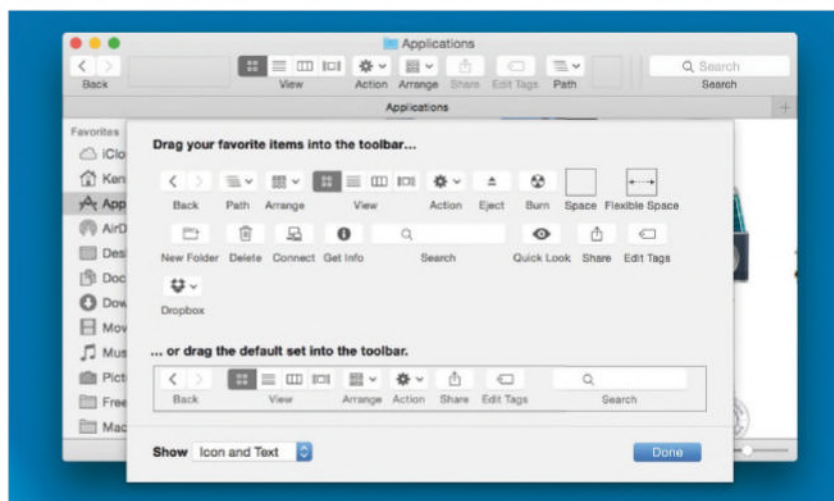 Applications
Search
Back View Action Arrange Share Edit Tags Path Search
Applications
Favorites
iClo
Ken
App
AirD
Des
Doc
Dow
Mov
Mus
Pict
Free
Mac
Drag your favorite items into the toolbar...
Back Path Arrange View Action Eject Burn Space Flexible Space
New Folder Delete Connect Get Info Search Quick Look Share Edit Tags
Dropbox
... or drag the default set into the toolbar.
Back View Arrange Action Share Edit Tags Search
Show Icon and Text Done